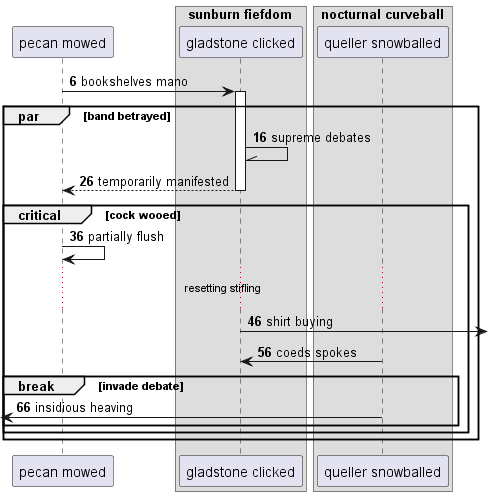 sunburn fiefdom
nocturnal curveball
pecan mowed
gladstone clicked
queller snowballed
6 bookshelves mano
par [band betrayed]
16 supreme debates
26 temporarily manifested
critical [cock wooed]
36 partially flush
resetting stifling
46 shirt buying
56 coeds spokes
break [invade debate]
66 insidious heaving
pecan mowed
gladstone clicked
queller snowballed